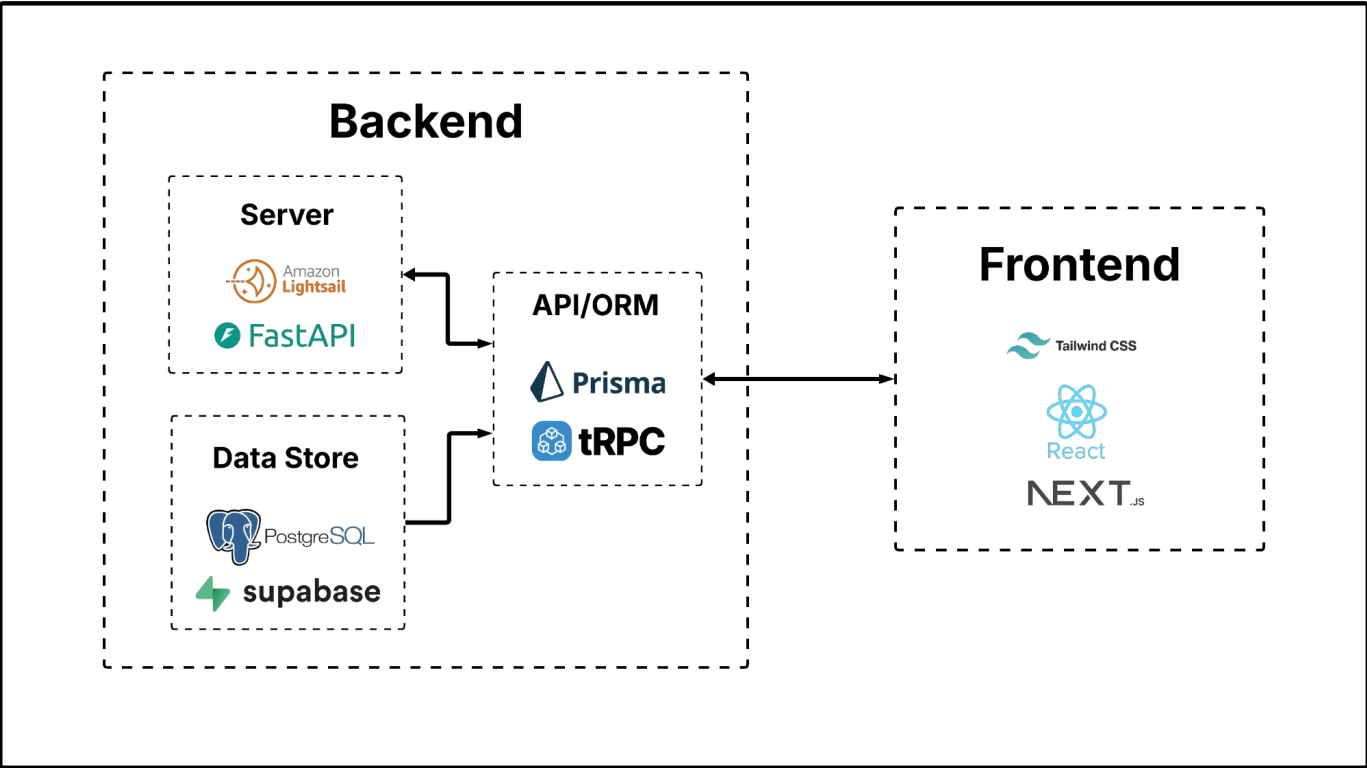 Backend
Server
Amazon
Lightsail
FastAPI
Data Store
PostgreSQL
supabase
API/ORM
Prisma
tRPC
Frontend
Tailwind CSS
React
NEXT.JS